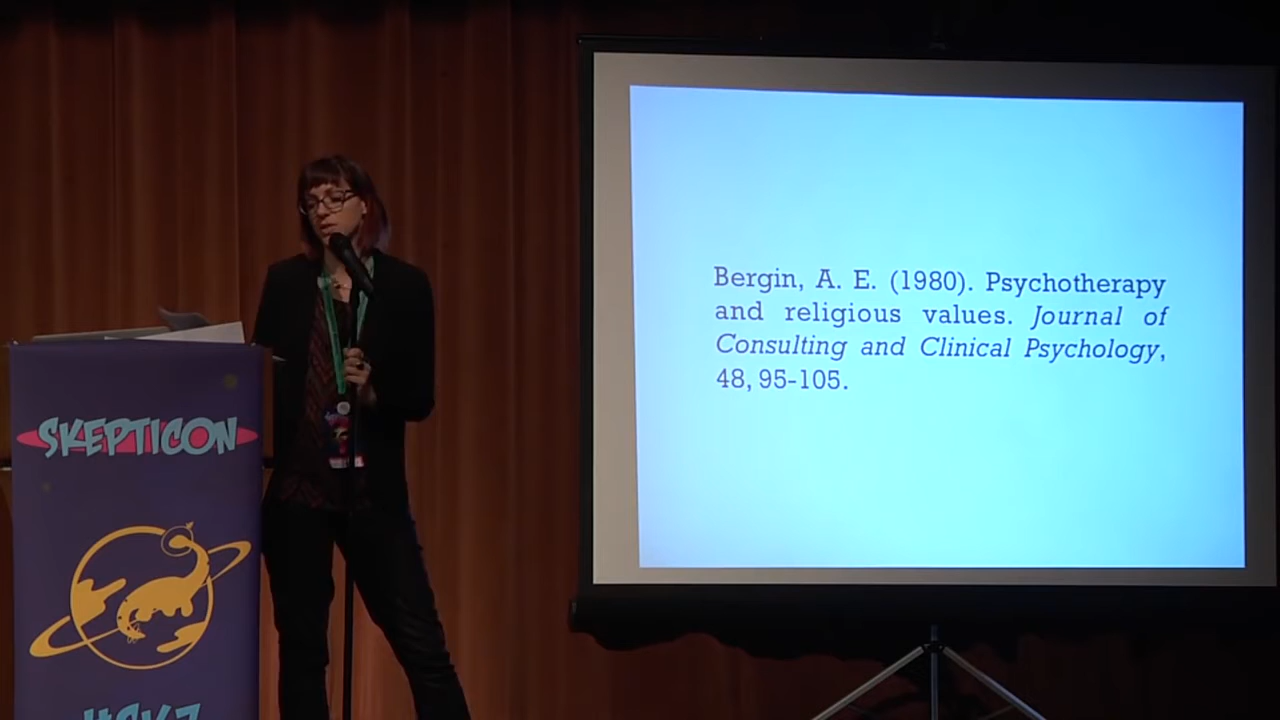 SKEPTICON
Bergin, A. E. (1980). Psychotherapy
and religious values. Journal of
Consulting and Clinical Psychology,
48, 95-105.